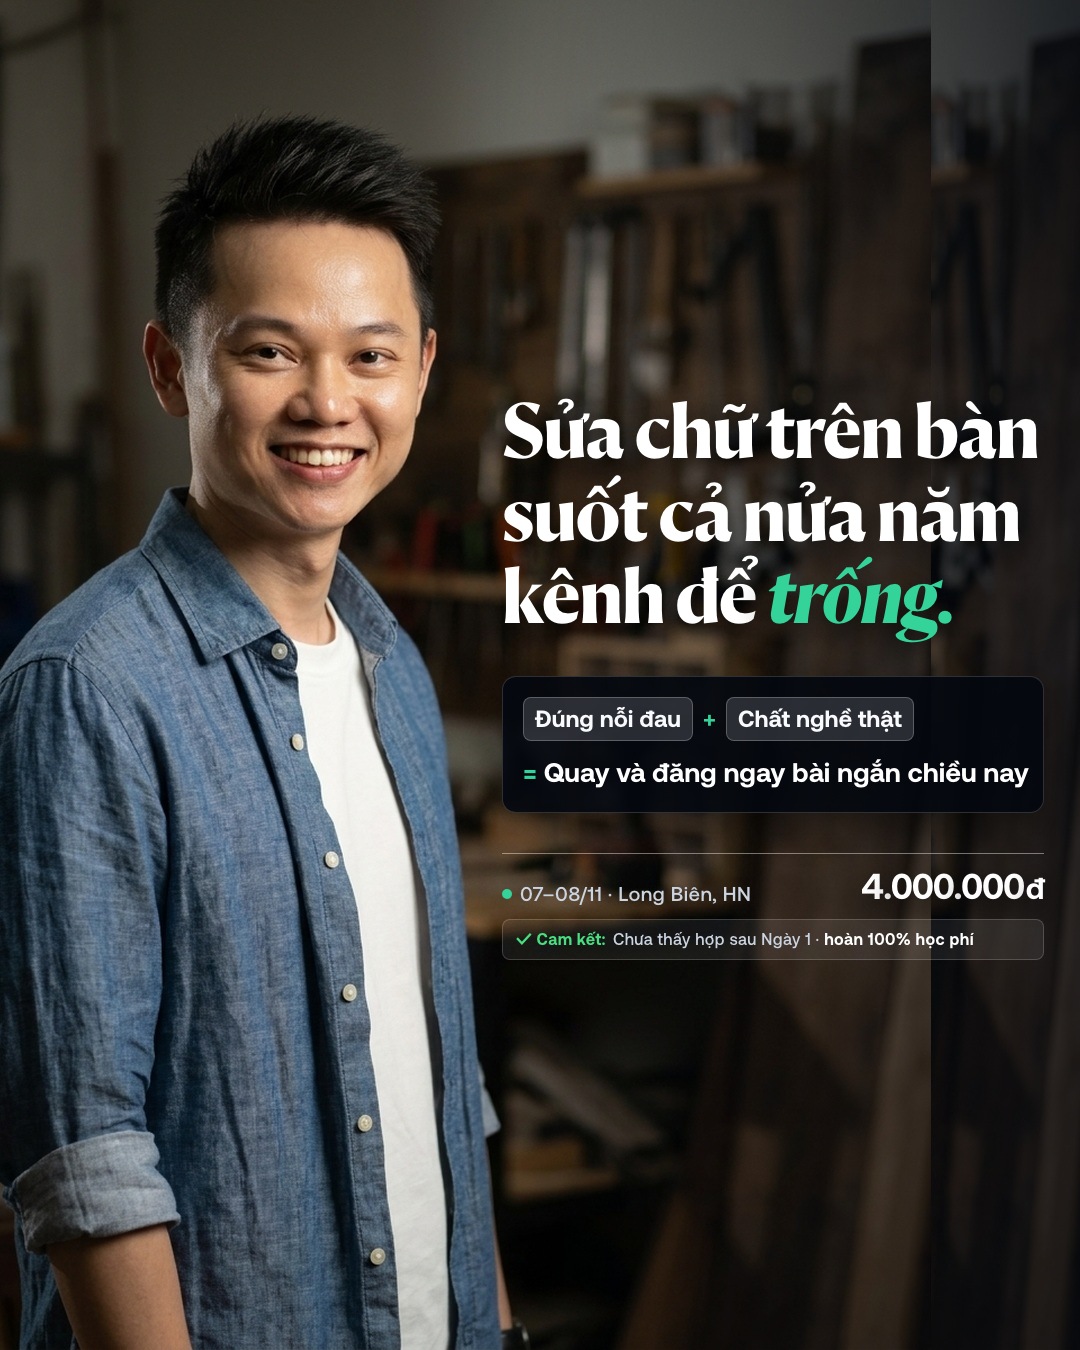 Sửa chữ trên bàn
suốt cả nửa năm
kênh để trống.
Đúng nỗi đau + Chất nghề thật
= Quay và đăng ngay bài ngắn chiều nay
07–08/11 · Long Biên, HN
4.000.000đ
✓ Cam kết: Chưa thấy hợp sau Ngày 1 · hoàn 100% học phí